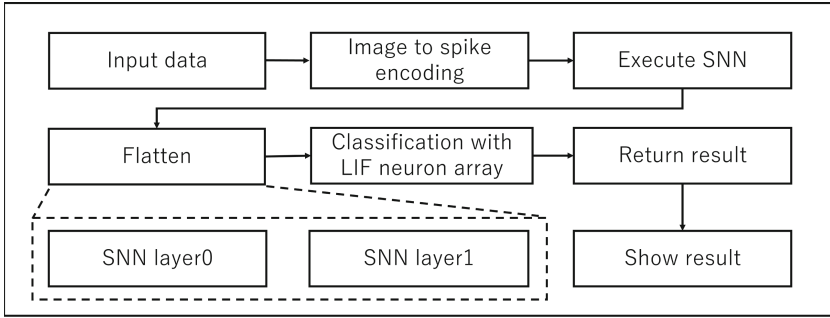 Input data
Image to spike
encoding
Execute SNN
Flatten
Classification with
LIF neuron array
Return result
SNN layer0
SNN layer1
Show result